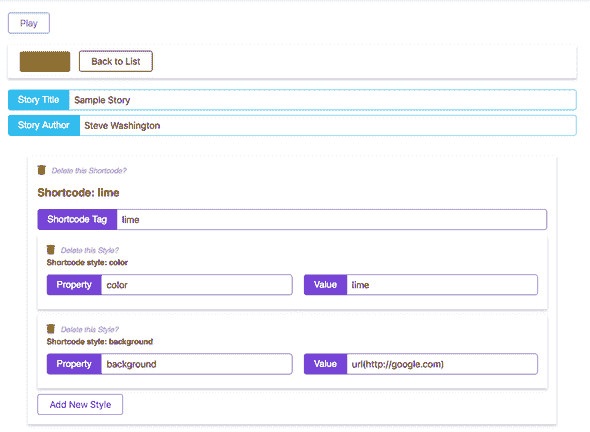 Play
Back to List
Story Title Sample Story
Story Author Steve Washington
Delete this Shortcode?
Shortcode: lime
Shortcode Tag lime
Delete this Style?
Shortcode style: color
Property color Value lime
Delete this Style?
Shortcode style: background
Property background Value url(http://google.com)
Add New Style